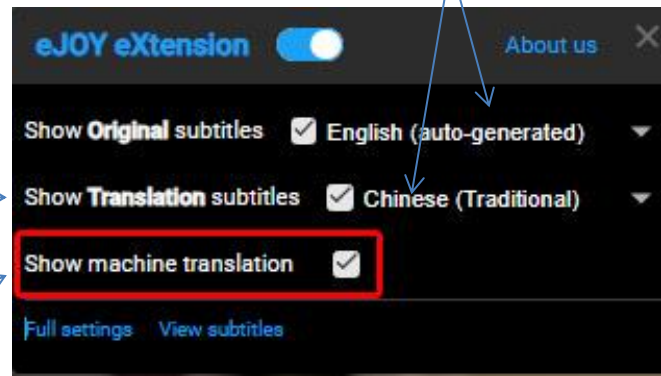 eJOY eXtension About us
Show Original subtitles English (auto-generated)
Show Translation subtitles Chinese (Traditional)
Show machine translation
Full settings View subtitles